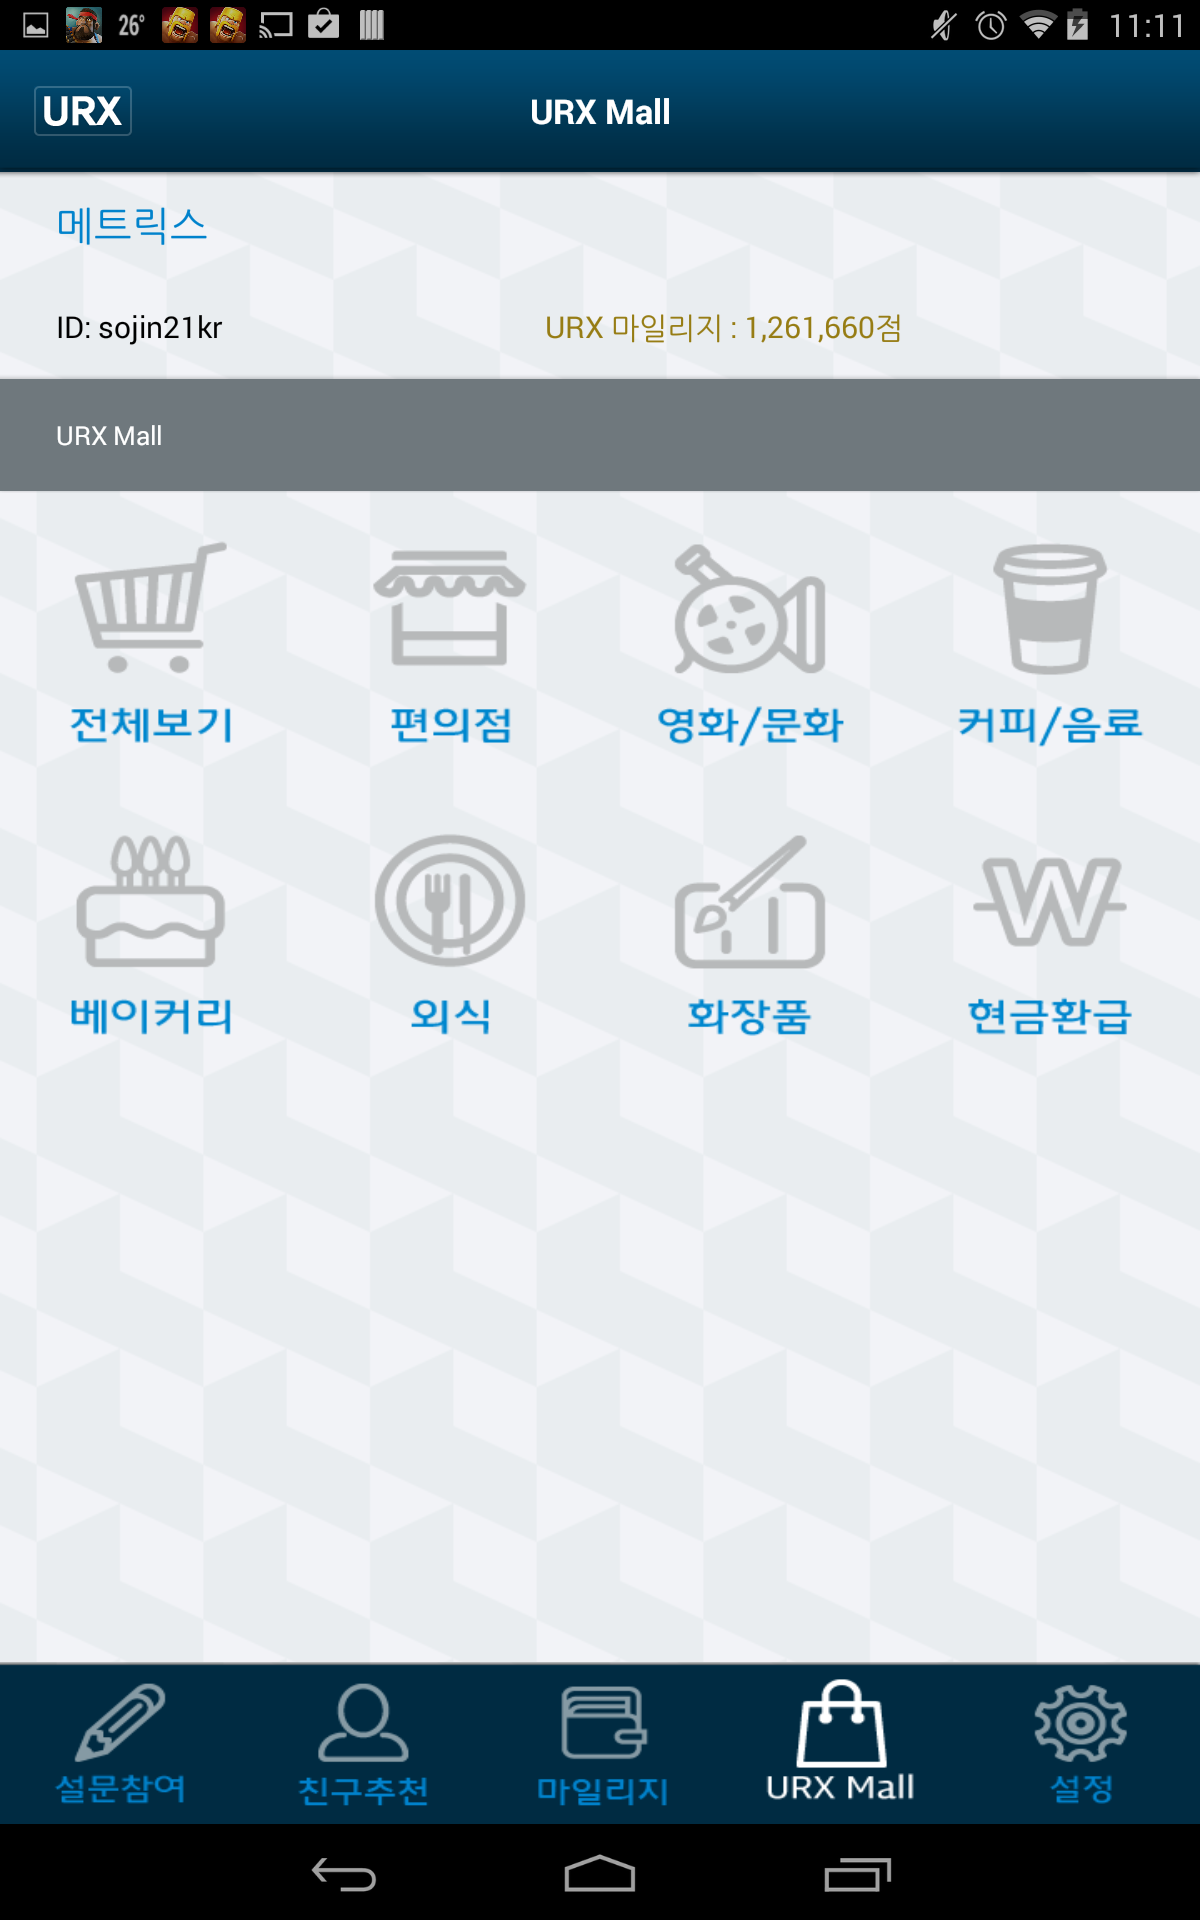 26° 11:11
URX URX Mall
메트릭스
ID: sojin21kr URX 마일리지 : 1,261,660점
URX Mall
전체보기 편의점 영화/문화 커피/음료
베이커리 외식 화장품 현금환급
설문참여 친구추천 마일리지 URX Mall 설정